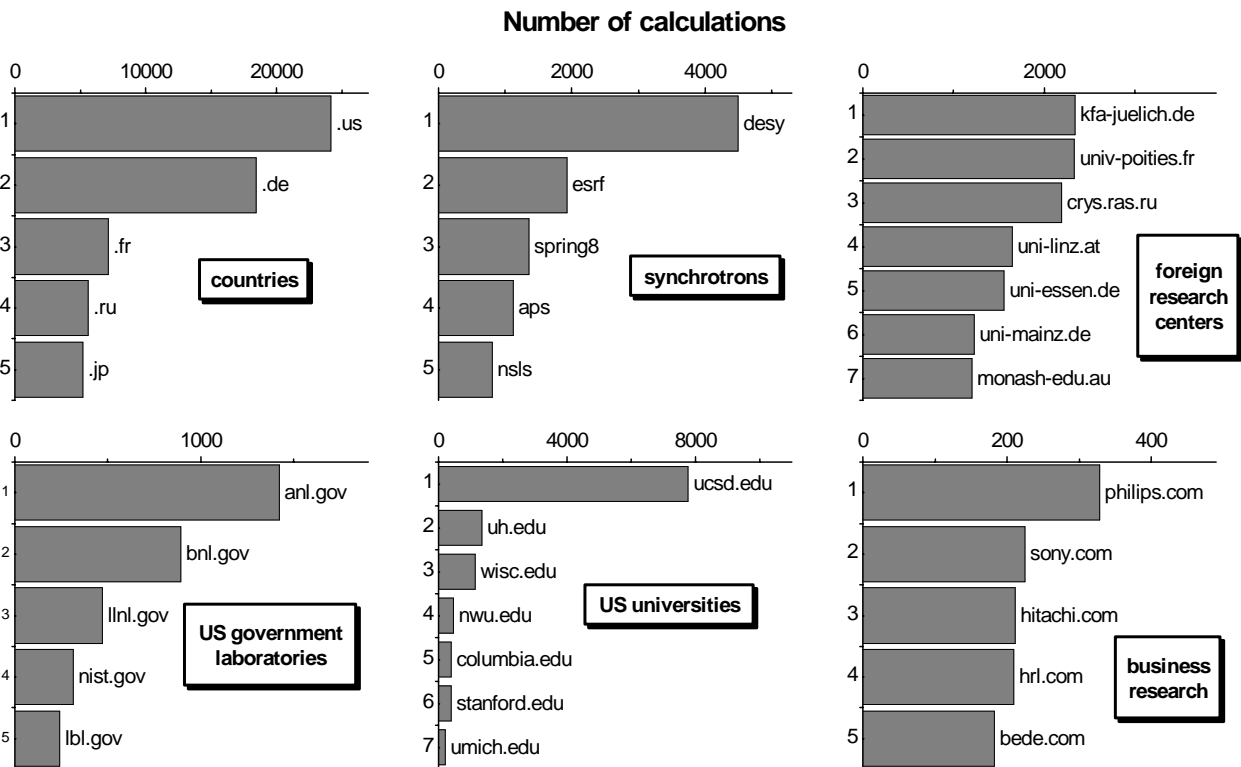 Number of calculations
0 10000 20000
1 .us
2 .de
3 .fr
4 .ru
5 .jp
countries
0 2000 4000
1 desy
2 esrf
3 spring8
4 aps
5 nsls
synchrotrons
0 2000
1 kfa-juelich.de
2 univ-poities.fr
3 crys.ras.ru
4 uni-linz.at
5 uni-essen.de
6 uni-mainz.de
7 monash-edu.au
foreign
research
centers
0 1000
1 anl.gov
2 bnl.gov
3 llnl.gov
4 nist.gov
5 lbl.gov
US government
laboratories
0 4000 8000
1 ucsd.edu
2 uh.edu
3 wisc.edu
4 nwu.edu
5 columbia.edu
6 stanford.edu
7 umich.edu
US universities
0 200 400
1 philips.com
2 sony.com
3 hitachi.com
4 hrl.com
5 bede.com
business
research